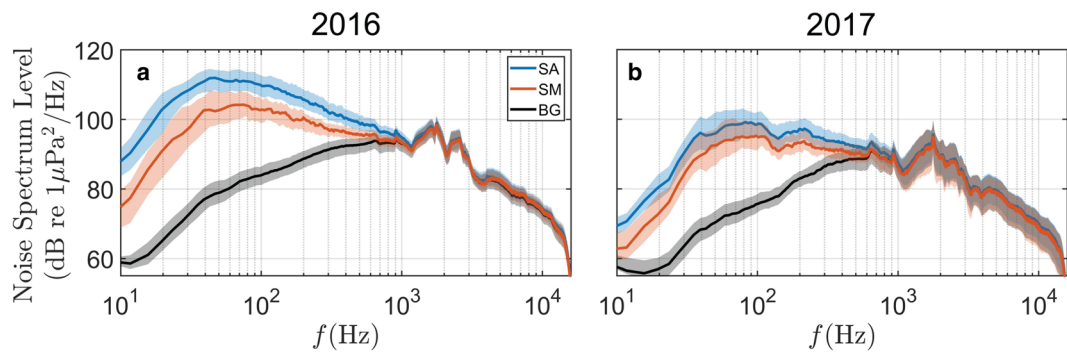 2016
2017
Noise Spectrum Level
(dB re 1μPa²/Hz)
120
100
80
60
a
SA
SM
BG
b
10¹
10²
10³
10⁴
10¹
10²
10³
10⁴
f(Hz)
f(Hz)